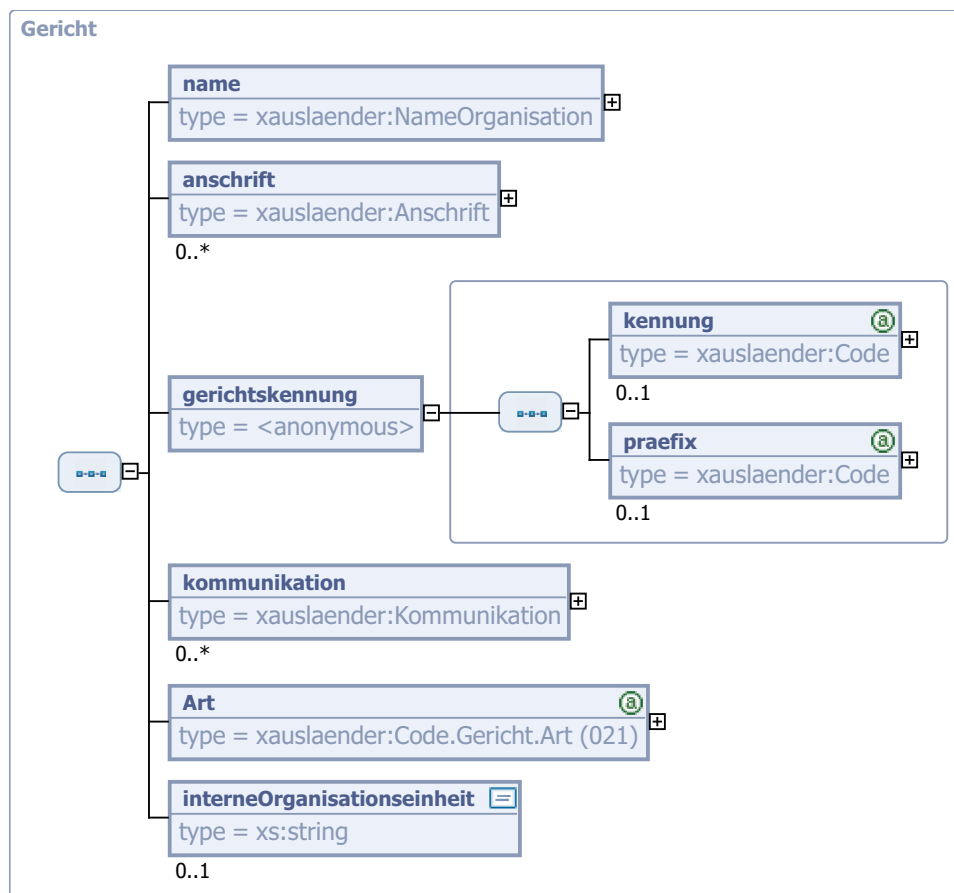 Gericht
name
type = xauslaender:NameOrganisation
anschrift
type = xauslaender:Anschrift
0..*
gerichtskennung
type = <anonymous>
kennung
type = xauslaender:Code
0..1
praefix
type = xauslaender:Code
0..1
kommunikation
type = xauslaender:Kommunikation
0..*
Art
type = xauslaender:Code.Gericht.Art (021)
interneOrganisationseinheit
type = xs:string
0..1